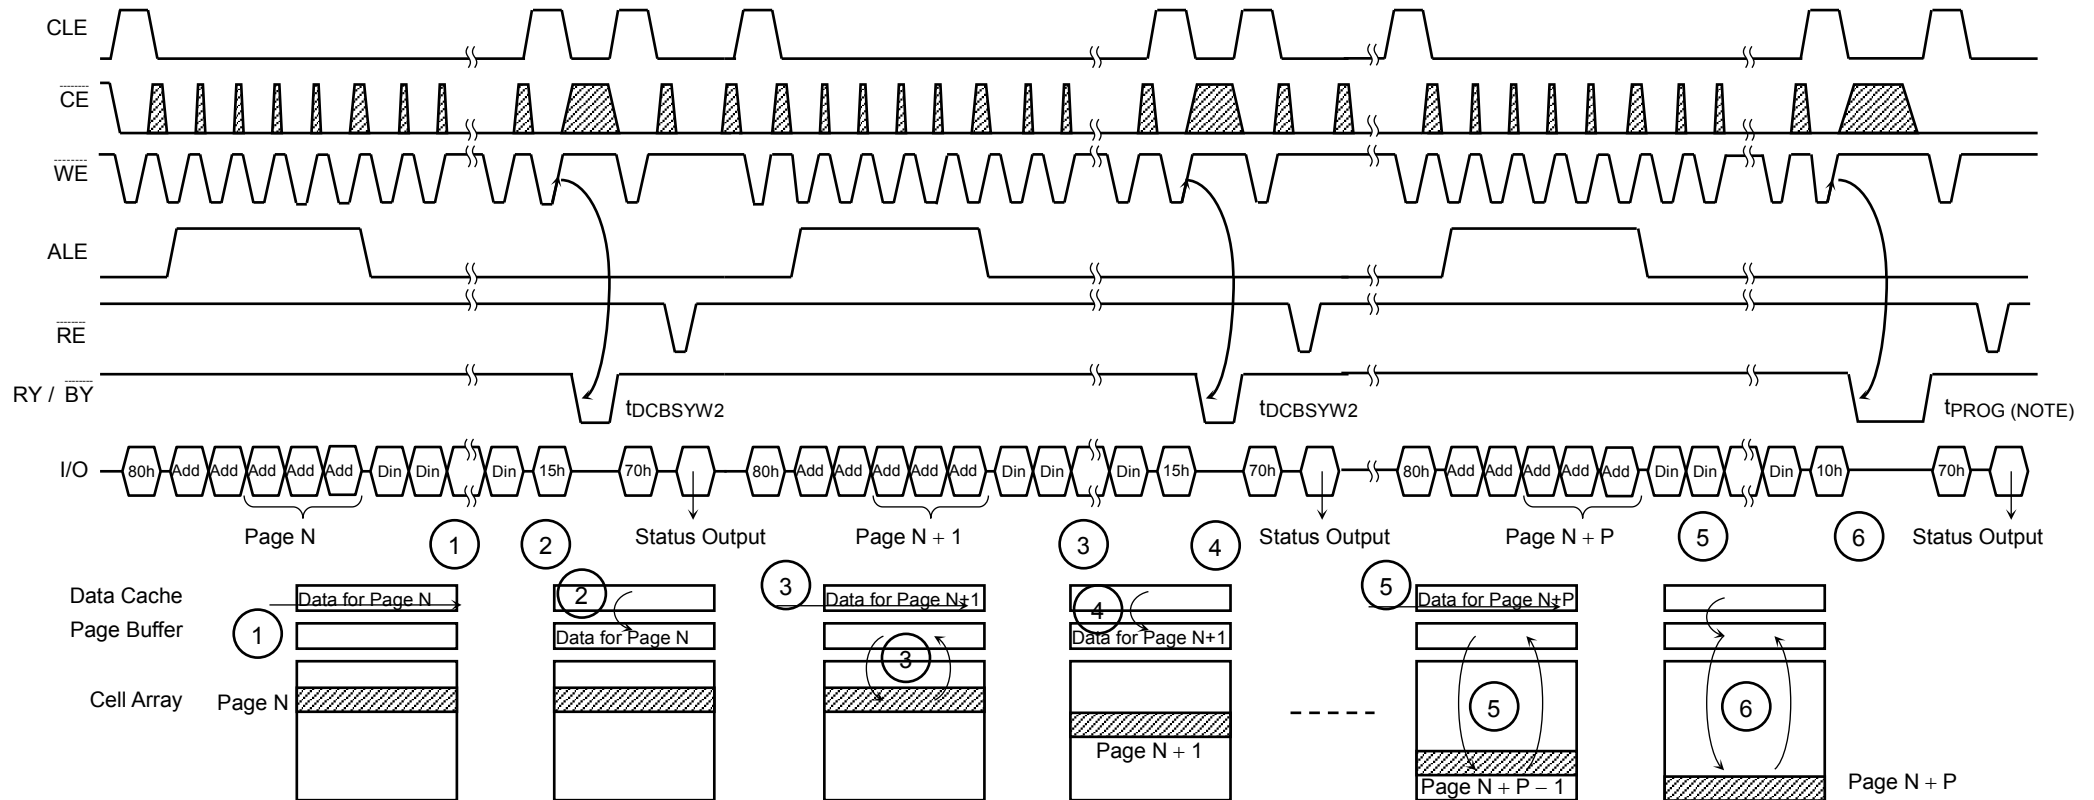 CLE
CE
WE
ALE
RE
RY / BY
tDCBSYW2 tDCBSYW2 tPROG (NOTE)
I/O 80h Add Add Add Add Add Din Din Din 15h 70h 80h Add Add Add Add Add Din Din Din 15h 70h 80h Add Add Add Add Add Din Din Din 10h 70h
Page N Status Output Page N + 1 Status Output Page N + P Status Output
1 2 3 4 5 6
Data Cache Data for Page N 2 3 Data for Page N+1 4 5 Data for Page N+P
Page Buffer 1 Data for Page N 3 Data for Page N+1
Cell Array Page N 5 6
Page N + 1
Page N + P − 1 Page N + P